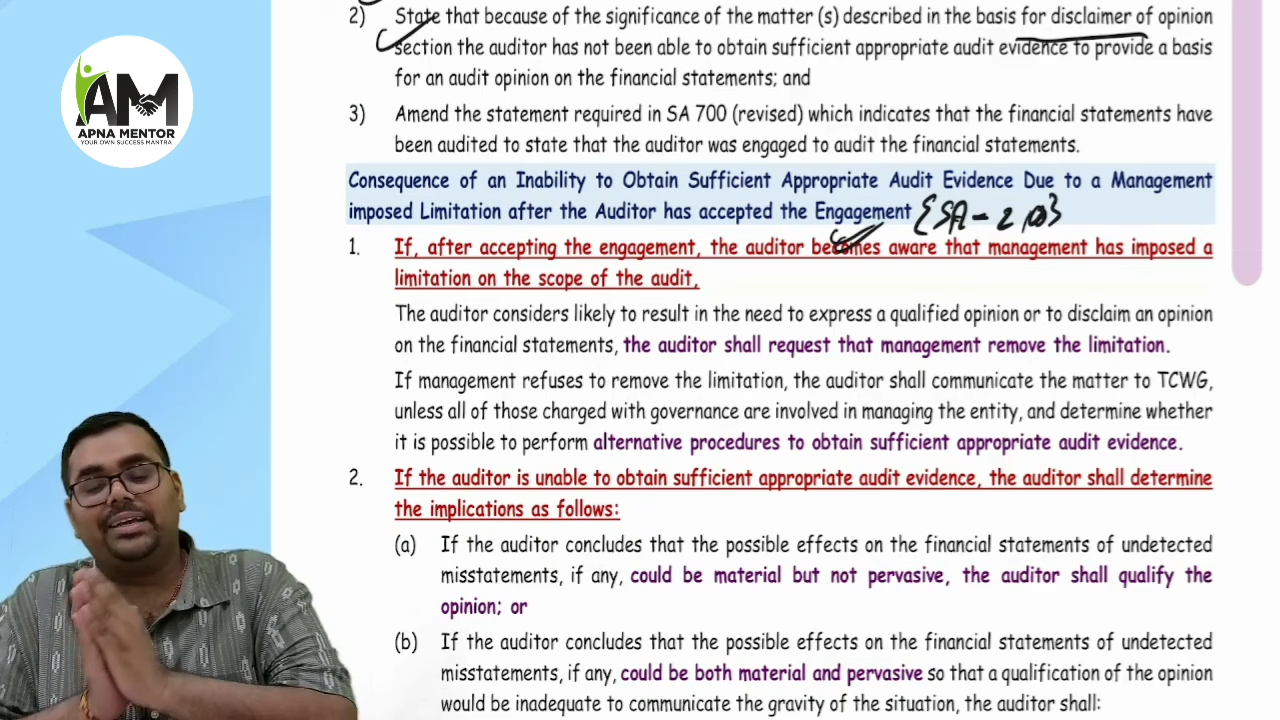 2) State that because of the significance of the matter (s) described in the basis for disclaimer of opinion
section the auditor has not been able to obtain sufficient appropriate audit evidence to provide a basis
for an audit opinion on the financial statements; and
AM
APNA MENTOR
YOUR OWN SUCCESS MANTRA
3) Amend the statement required in SA 700 (revised) which indicates that the financial statements have
been audited to state that the auditor was engaged to audit the financial statements.
Consequence of an Inability to Obtain Sufficient Appropriate Audit Evidence Due to a Management
imposed Limitation after the Auditor has accepted the Engagement {SA - 210}
1. If, after accepting the engagement, the auditor becomes aware that management has imposed a
limitation on the scope of the audit,
The auditor considers likely to result in the need to express a qualified opinion or to disclaim an opinion
on the financial statements, the auditor shall request that management remove the limitation.
If management refuses to remove the limitation, the auditor shall communicate the matter to TCWG,
unless all of those charged with governance are involved in managing the entity, and determine whether
it is possible to perform alternative procedures to obtain sufficient appropriate audit evidence.
2. If the auditor is unable to obtain sufficient appropriate audit evidence, the auditor shall determine
the implications as follows:
(a) If the auditor concludes that the possible effects on the financial statements of undetected
misstatements, if any, could be material but not pervasive, the auditor shall qualify the
opinion; or
(b) If the auditor concludes that the possible effects on the financial statements of undetected
misstatements, if any, could be both material and pervasive so that a qualification of the opinion
would be inadequate to communicate the gravity of the situation, the auditor shall: